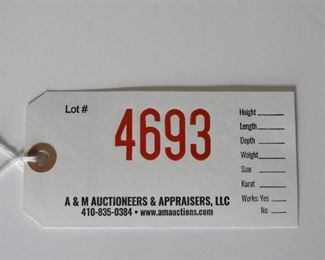 Lot #
4693
Height
Length
Depth
Weight
Size
Karat
Works: Yes
No
A & M AUCTIONEERS & APPRAISERS, LLC
410-835-0384 • www.amauctions.com